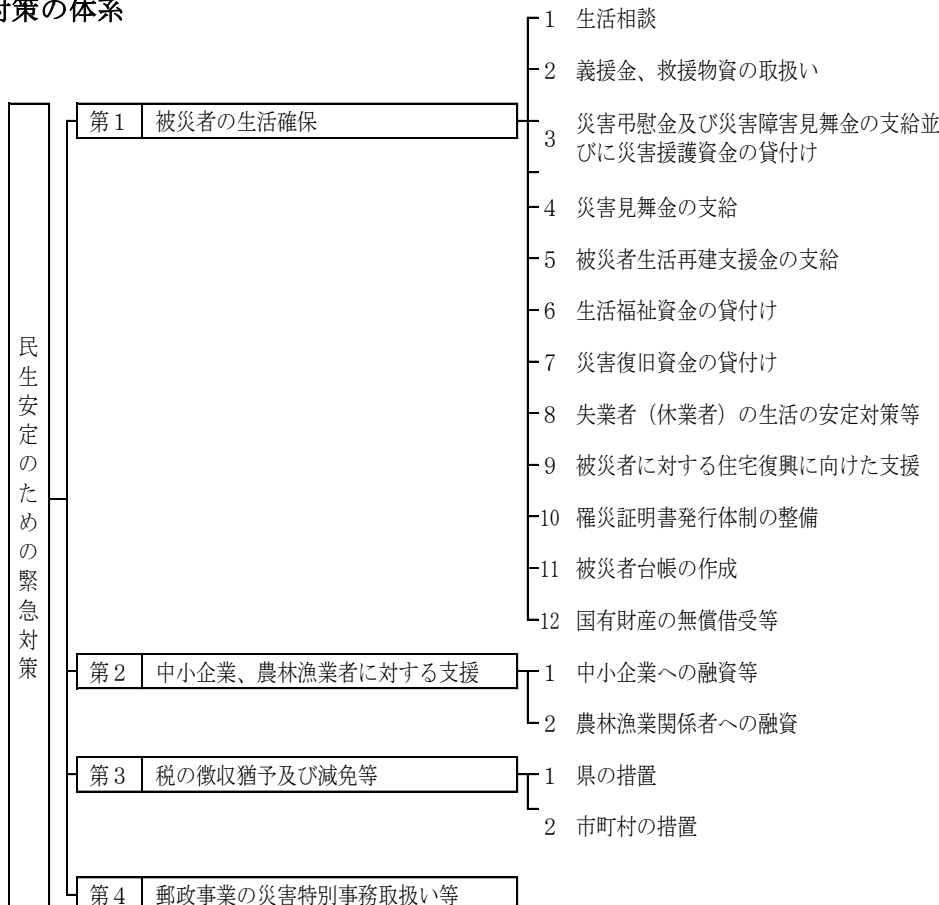 対策の体系
民生安定のための緊急対策
第1 被災者の生活確保
1 生活相談
2 義援金、救援物資の取扱い
3 災害弔慰金及び災害障害見舞金の支給並
びに災害援護資金の貸付け
4 災害見舞金の支給
5 被災者生活再建支援金の支給
6 生活福祉資金の貸付け
7 災害復旧資金の貸付け
8 失業者（休業者）の生活の安定対策等
9 被災者に対する住宅復興に向けた支援
10 罹災証明書発行体制の整備
11 被災者台帳の作成
12 国有財産の無償借受等
第2 中小企業、農林漁業者に対する支援
1 中小企業への融資等
2 農林漁業関係者への融資
第3 税の徴収猶予及び減免等
1 県の措置
2 市町村の措置
第4 郵政事業の災害特別事務取扱い等